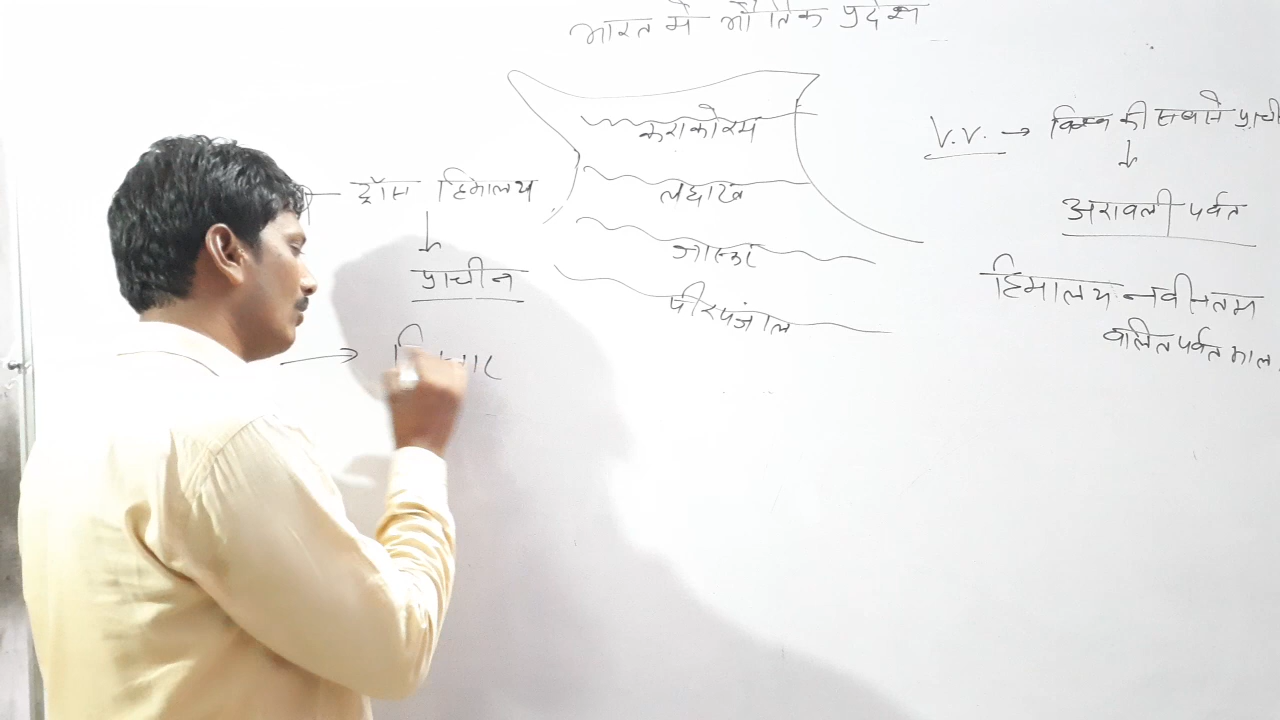 भारत में भौतिक प्रदेश
काराकोरम
लद्दाख
जास्कर
पीरपंजाल
ट्रॉस हिमालय
↓
प्राचीन
→
V.V. → विश्व की सबसे प्राची
↓
अरावली पर्वत
हिमालय नवीनतम
वलित पर्वत माल